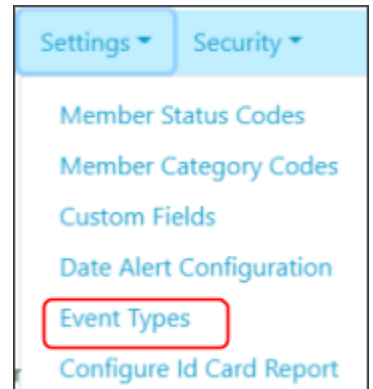 Settings Security
Member Status Codes
Member Category Codes
Custom Fields
Date Alert Configuration
Event Types
Configure Id Card Report